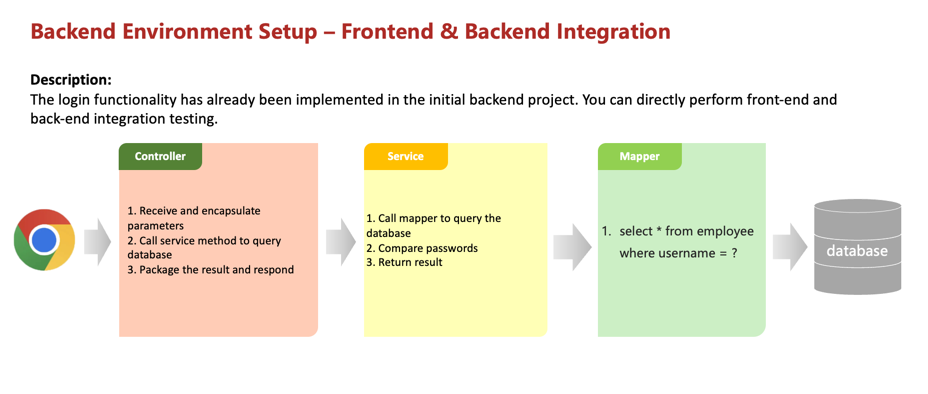 Backend Environment Setup – Frontend & Backend Integration
Description:
The login functionality has already been implemented in the initial backend project. You can directly perform front-end and
back-end integration testing.
Controller
1. Receive and encapsulate
parameters
2. Call service method to query
database
3. Package the result and respond
Service
1. Call mapper to query the
database
2. Compare passwords
3. Return result
Mapper
1. select * from employee
where username = ?
database